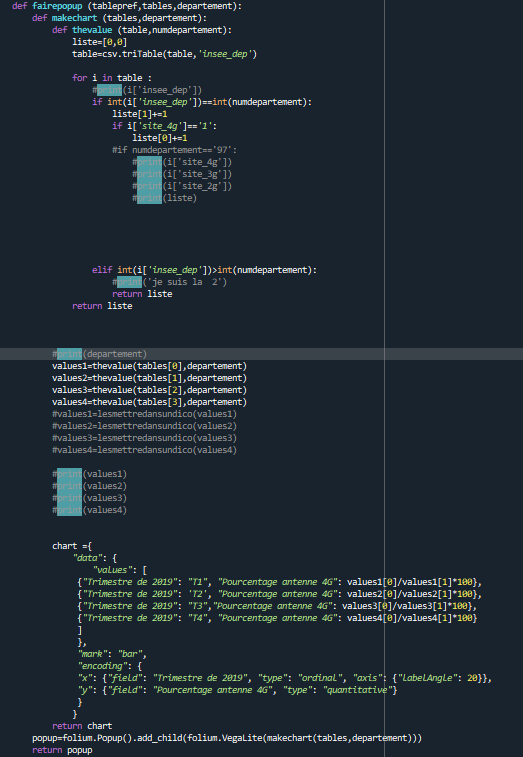 def fairepopup (tablepref,tables,departement):
    def makechart (tables,departement):
        def thevalue (table,numdepartement):
            liste=[0,0]
            table=csv.triTable(table,'insee_dep')
            for i in table :
                #print(i['insee_dep'])
                if int(i['insee_dep'])==int(numdepartement):
                    liste[1]+=1
                    if i['site_4g']=='1':
                        liste[0]+=1
                    #if numdepartement=='97':
                        #print(i['site_4g'])
                        #print(i['site_3g'])
                        #print(i['site_2g'])
                        #print(liste)
                elif int(i['insee_dep'])>int(numdepartement):
                    #print('je suis la  2')
                    return liste
            return liste
        #print(departement)
        values1=thevalue(tables[0],departement)
        values2=thevalue(tables[1],departement)
        values3=thevalue(tables[2],departement)
        values4=thevalue(tables[3],departement)
        #values1=lesmettredansundico(values1)
        #values2=lesmettredansundico(values2)
        #values3=lesmettredansundico(values3)
        #values4=lesmettredansundico(values4)
        #print(values1)
        #print(values2)
        #print(values3)
        #print(values4)
        chart ={
            "data": {
                "values": [
             {"Trimestre de 2019": "T1", "Pourcentage antenne 4G": values1[0]/values1[1]*100},
             {"Trimestre de 2019": 'T2', "Pourcentage antenne 4G": values2[0]/values2[1]*100},
             {"Trimestre de 2019": "T3","Pourcentage antenne 4G": values3[0]/values3[1]*100},
             {"Trimestre de 2019": "T4", "Pourcentage antenne 4G": values4[0]/values4[1]*100}
             ]
             },
             "mark": "bar",
             "encoding": {
             "x": {"field": "Trimestre de 2019", "type": "ordinal", "axis": {"LabelAngle": 20}},
             "y": {"field": "Pourcentage antenne 4G", "type": "quantitative"}
             }
            }
        return chart
    popup=folium.Popup().add_child(folium.VegaLite(makechart(tables,departement)))
    return popup